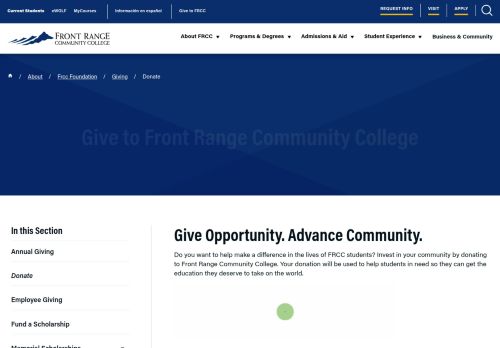 Current Students eWOLF MyCourses Información en español Give to FRCC REQUEST INFO VISIT APPLY
FRONT RANGE
COMMUNITY COLLEGE
About FRCC Programs & Degrees Admissions & Aid Student Experience Business & Community
/ About / Frcc Foundation / Giving / Donate
Give to Front Range Community College
In this Section
Annual Giving
Donate
Employee Giving
Fund a Scholarship
Memorial Scholarships
Give Opportunity. Advance Community.
Do you want to help make a difference in the lives of FRCC students? Invest in your community by donating
to Front Range Community College. Your donation will be used to help students in need so they can get the
education they deserve to take on the world.